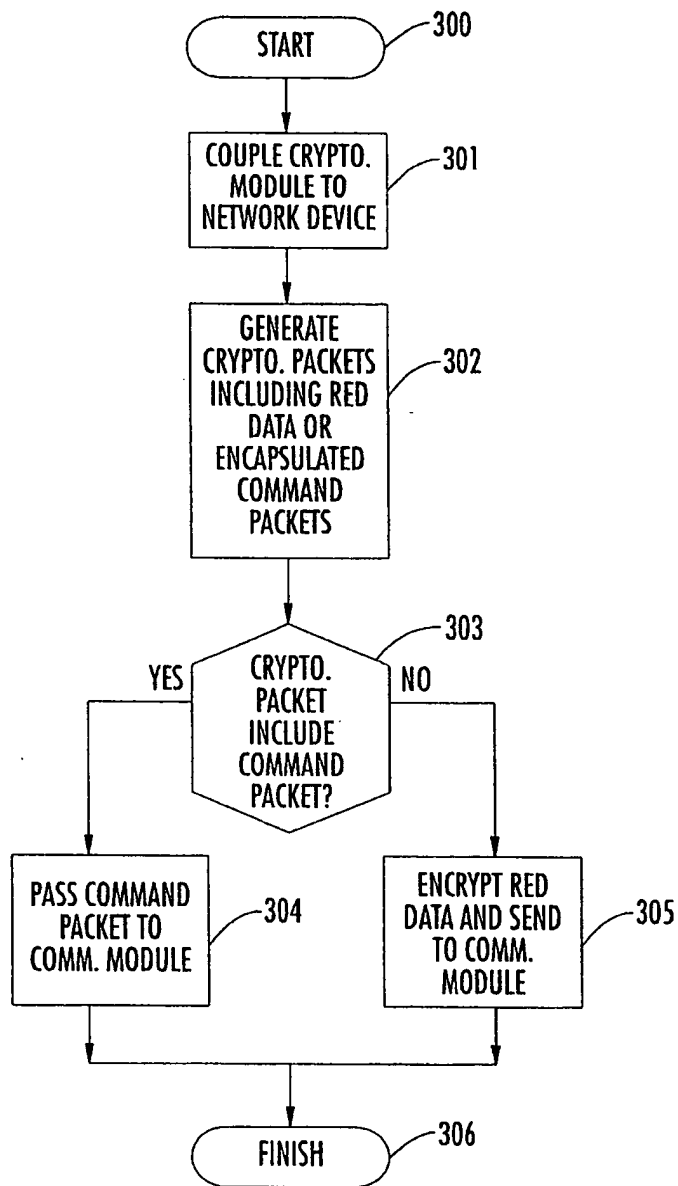 START
300
COUPLE CRYPTO.
MODULE TO
NETWORK DEVICE
301
GENERATE
CRYPTO. PACKETS
INCLUDING RED
DATA OR
ENCAPSULATED
COMMAND
PACKETS
302
303
YES
CRYPTO.
PACKET
INCLUDE
COMMAND
PACKET?
NO
PASS COMMAND
PACKET TO
COMM. MODULE
304
ENCRYPT RED
DATA AND SEND
TO COMM.
MODULE
305
FINISH
306